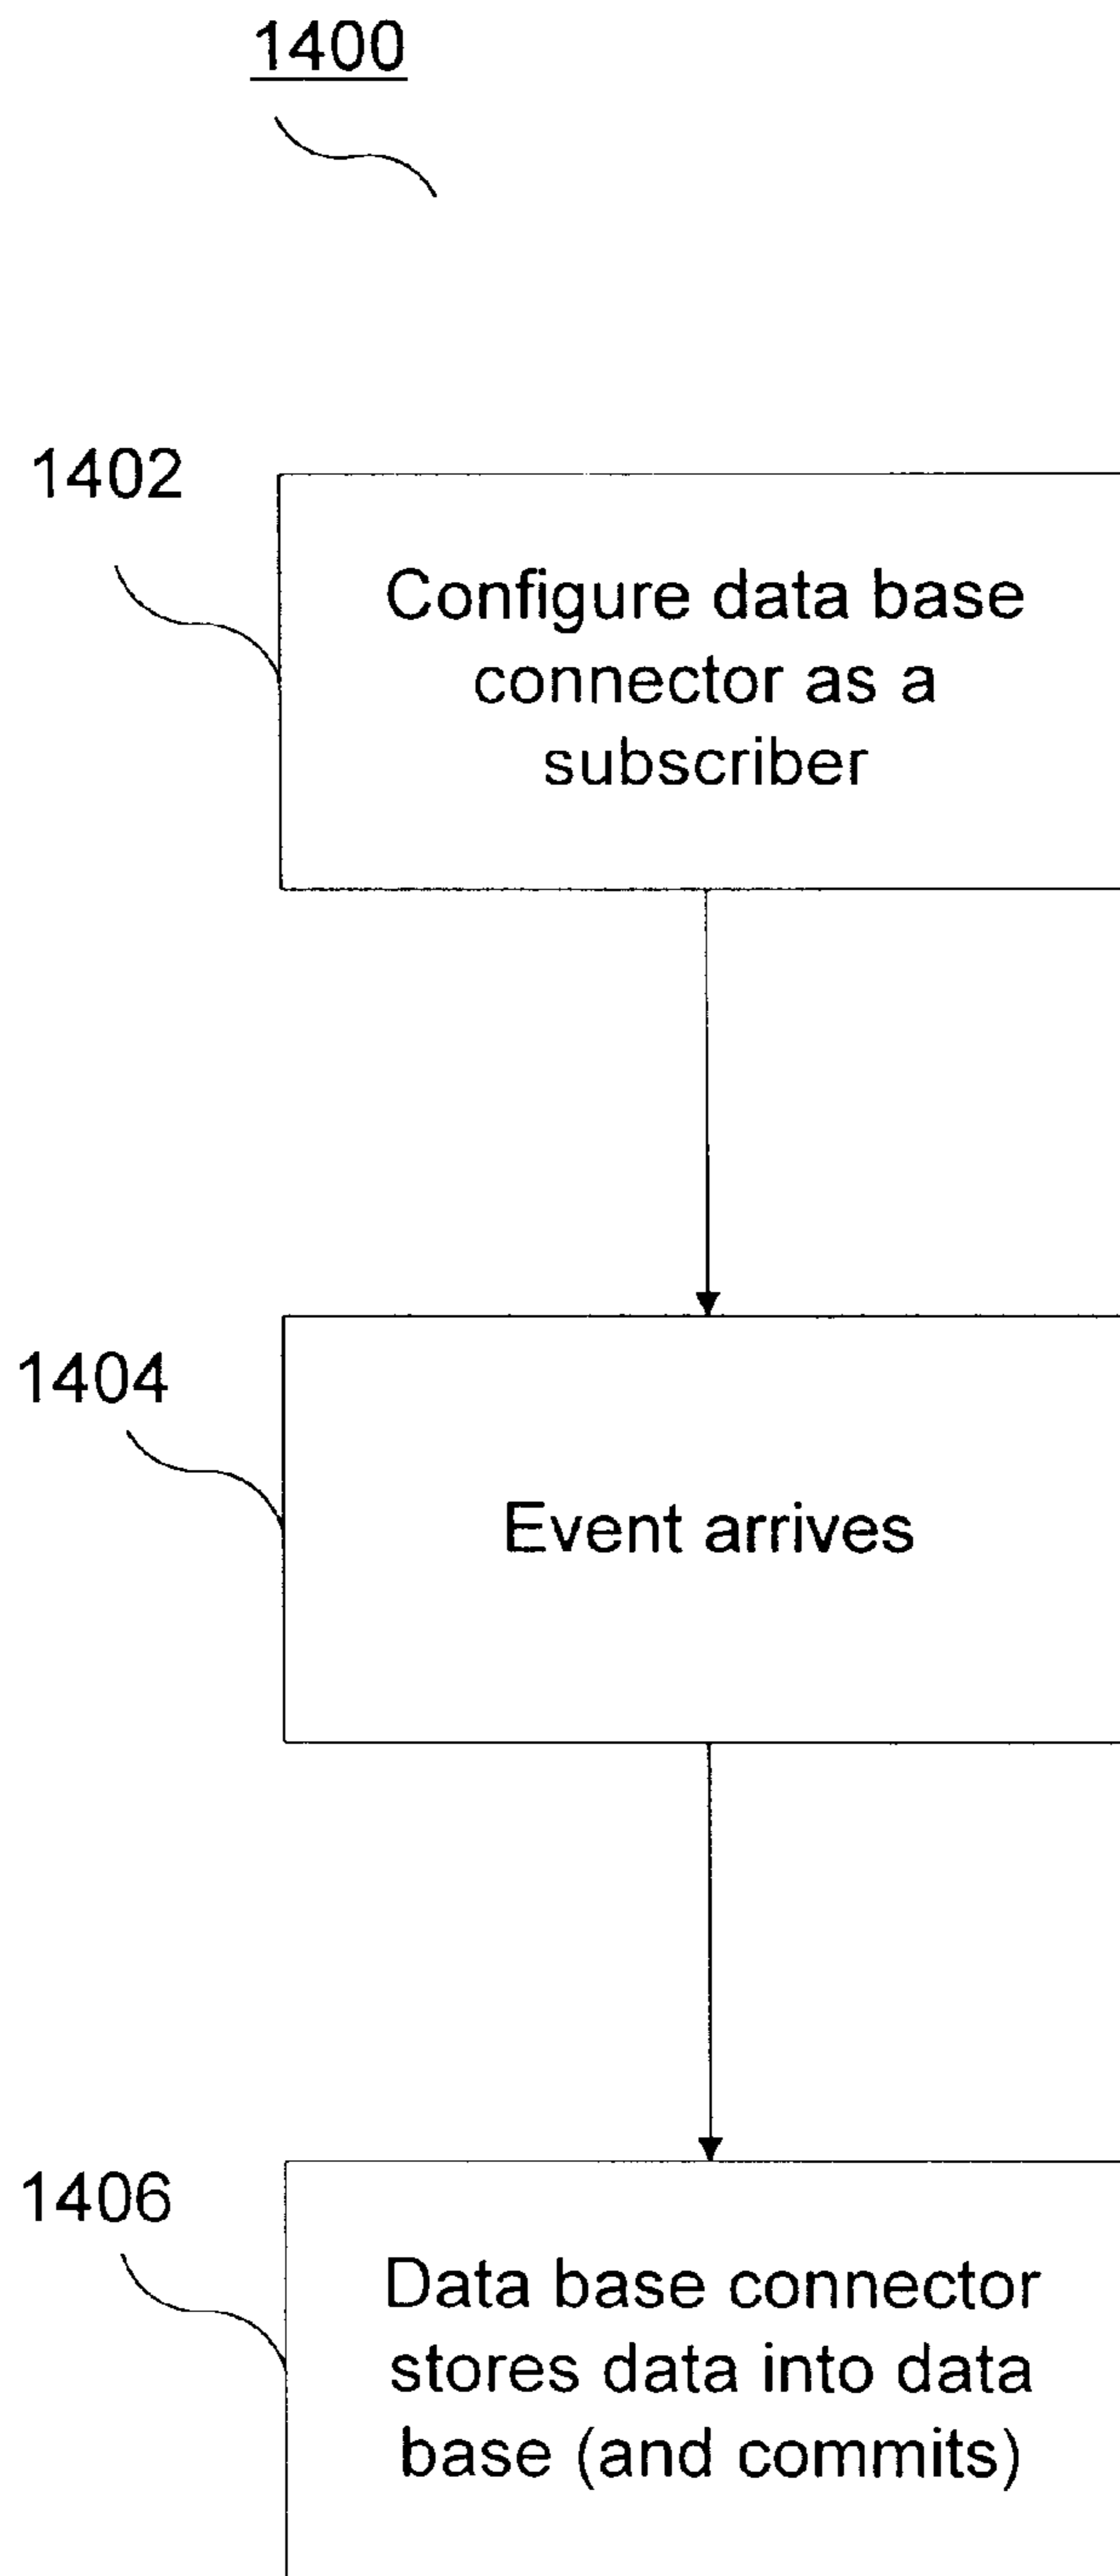 1400
1402
Configure data base
connector as a
subscriber
1404
Event arrives
1406
Data base connector
stores data into data
base (and commits)